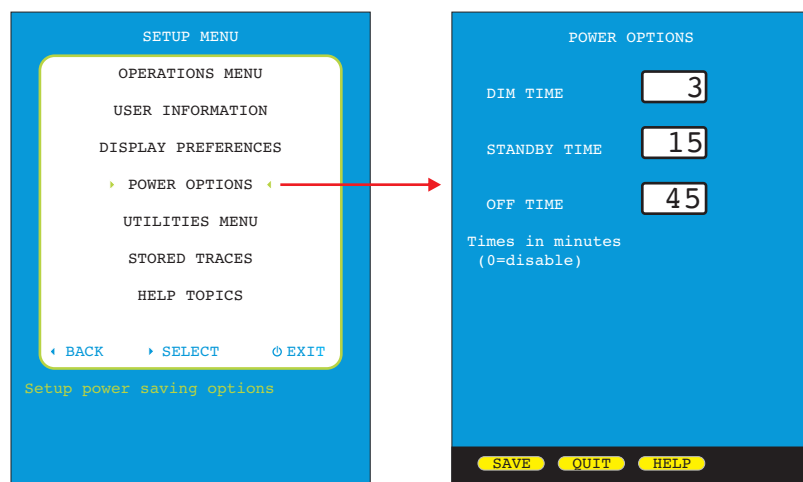 SETUP MENU
OPERATIONS MENU
USER INFORMATION
DISPLAY PREFERENCES
POWER OPTIONS
UTILITIES MENU
STORED TRACES
HELP TOPICS
BACK SELECT EXIT
Setup power saving options
POWER OPTIONS
DIM TIME 3
STANDBY TIME 15
OFF TIME 45
Times in minutes
(0=disable)
SAVE QUIT HELP